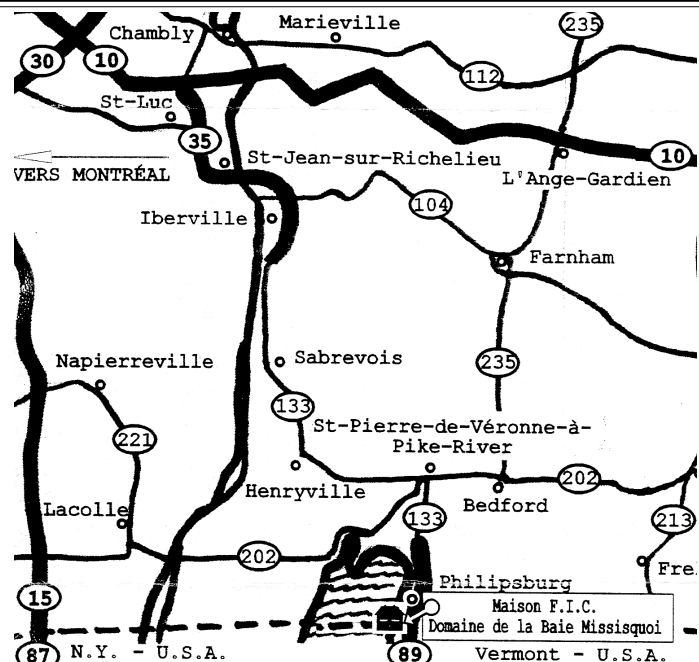 Chambly
Marieville
235
30
10
112
St-Luc
35
VERS MONTRÉAL
St-Jean-sur-Richelieu
10
L'Ange-Gardien
104
Iberville
Farnham
Napierreville
Sabrevois
235
133
St-Pierre-de-Véronne-à-
Pike-River
221
Henryville
202
Bedford
Lacolle
133
213
202
Frel
15
Philipsburg
Maison F.I.C.
Domaine de la Baie Missisquoi
87
N.Y. - U.S.A.
89
Vermont - U.S.A.